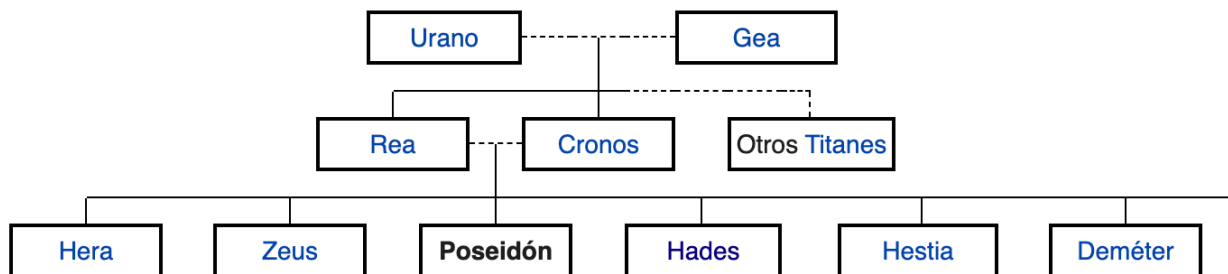 Urano
Gea
Rea
Cronos
Otros Titanes
Hera
Zeus
Poseidón
Hades
Hestia
Deméter